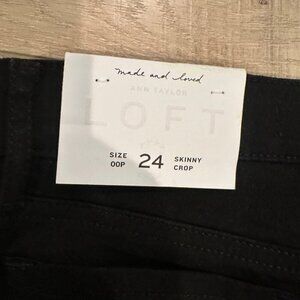 made and loved
ANN TAYLOR
LOFT
SIZE 24 SKINNY
00P CROP